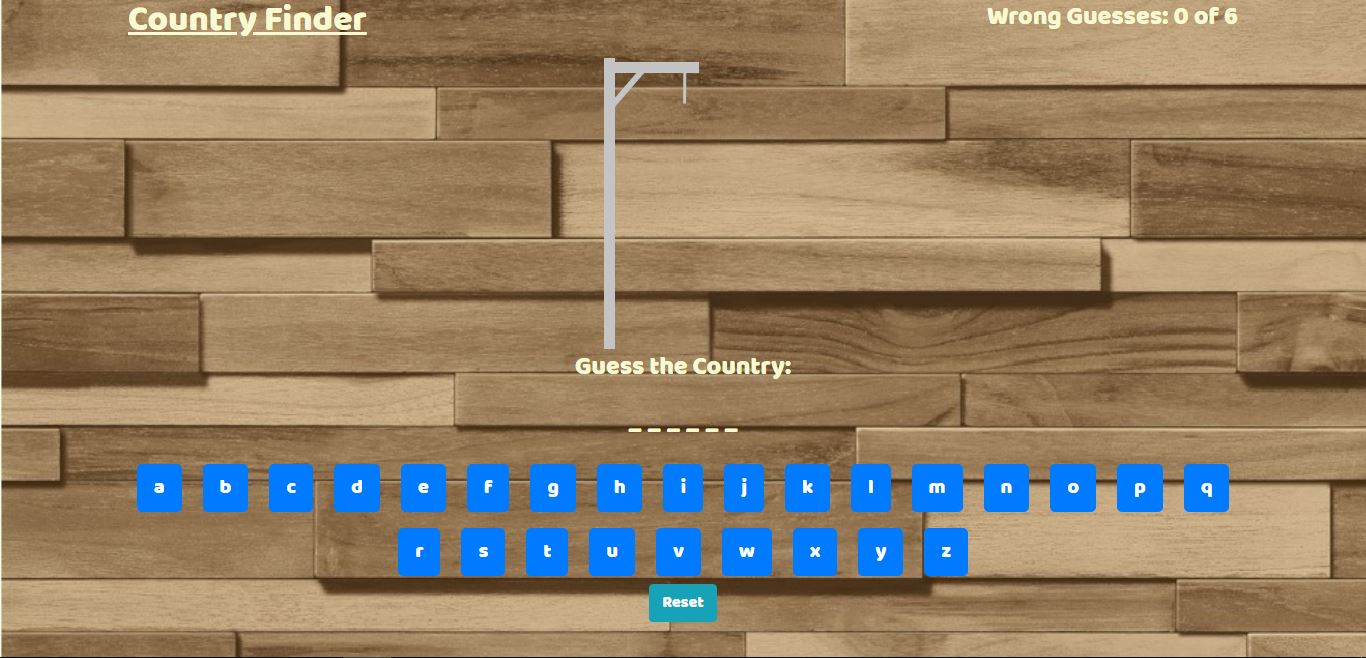 Country Finder
Wrong Guesses: 0 of 6
Guess the Country:
_ _ _ _ _ _
a b c d e f g h i j k l m n o p q
r s t u v w x y z
Reset